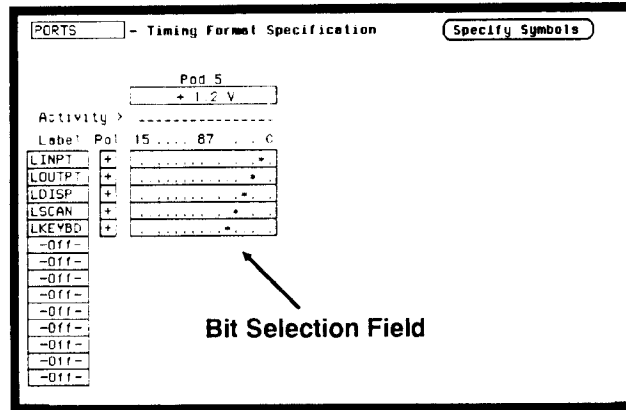 PORTS - Timing Format Specification Specify Symbols
Pod 5
+ 1.2 V
Activity > ----------------
Label Pol 15 .... 87 .... 0
LINPT + ..............*.
LOUTPT + .............*..
LDISP + ............*...
LSCAN + ...........*....
LKEYBD + ..........*.....
-Off-
-Off-
-Off-
-Off-
-Off-
-Off-
-Off-
-Off-
-Off-
Bit Selection Field